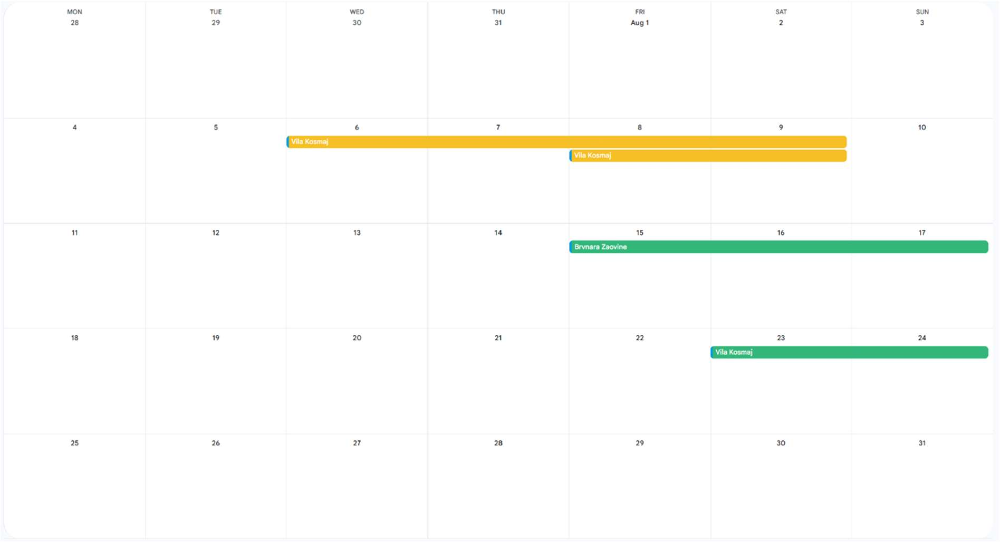 MON TUE WED THU FRI SAT SUN
28 29 30 31 Aug 1 2 3
4 5 6 7 8 9 10
Vila Kosmaj
Vila Kosmaj
11 12 13 14 15 16 17
Brvnara Zaovine
18 19 20 21 22 23 24
Vila Kosmaj
25 26 27 28 29 30 31